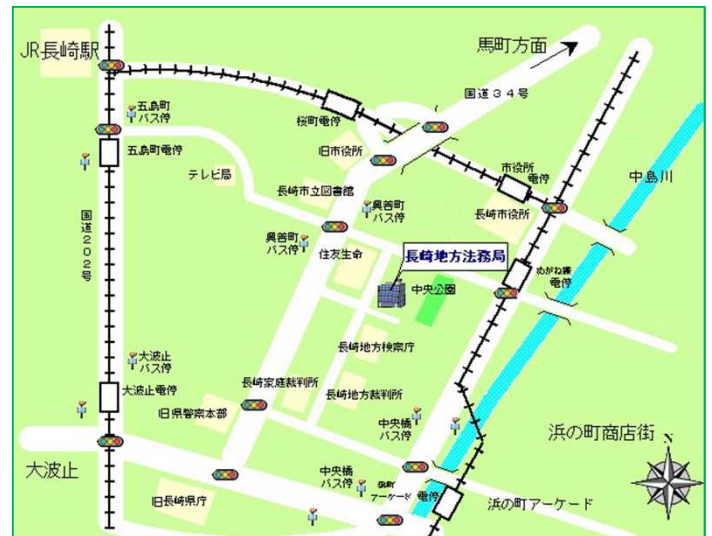 JR長崎駅
馬町方面
五島町
バス停
国道34号
桜町電停
旧市役所
五島町電停
テレビ局
市役所
電停
中島川
長崎市立図書館
長崎市役所
興善町
バス停
国道202号
興善町
バス停
住友生命
長崎地方法務局
めがね橋
電停
中央公園
長崎地方検察庁
大波止
バス停
長崎家庭裁判所
大波止電停
長崎地方裁判所
旧県警察本部
中央橋
バス停
浜の町商店街
N
大波止
中央橋
バス停
アーケード
電停
旧長崎県庁
浜の町アーケード